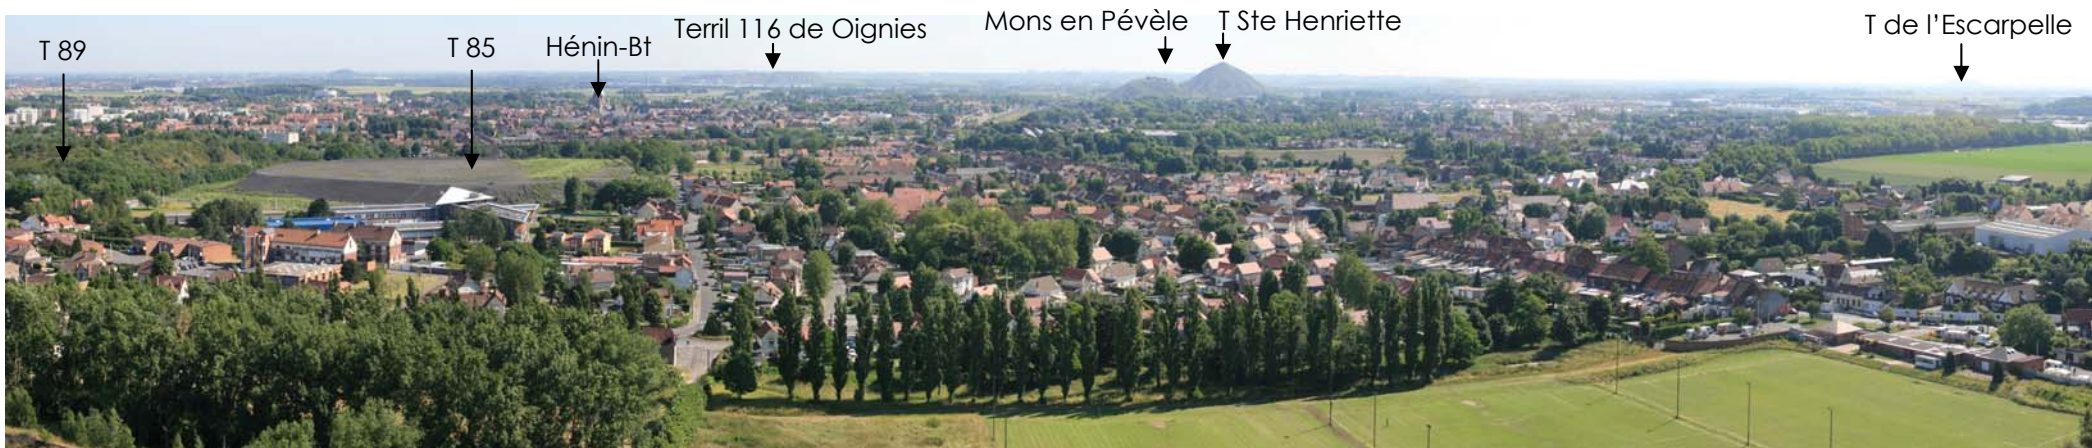 T 89
T 85
Hénin-Bt
Terril 116 de Oignies
Mons en Pévèle
T Ste Henriette
T de l’Escarpelle